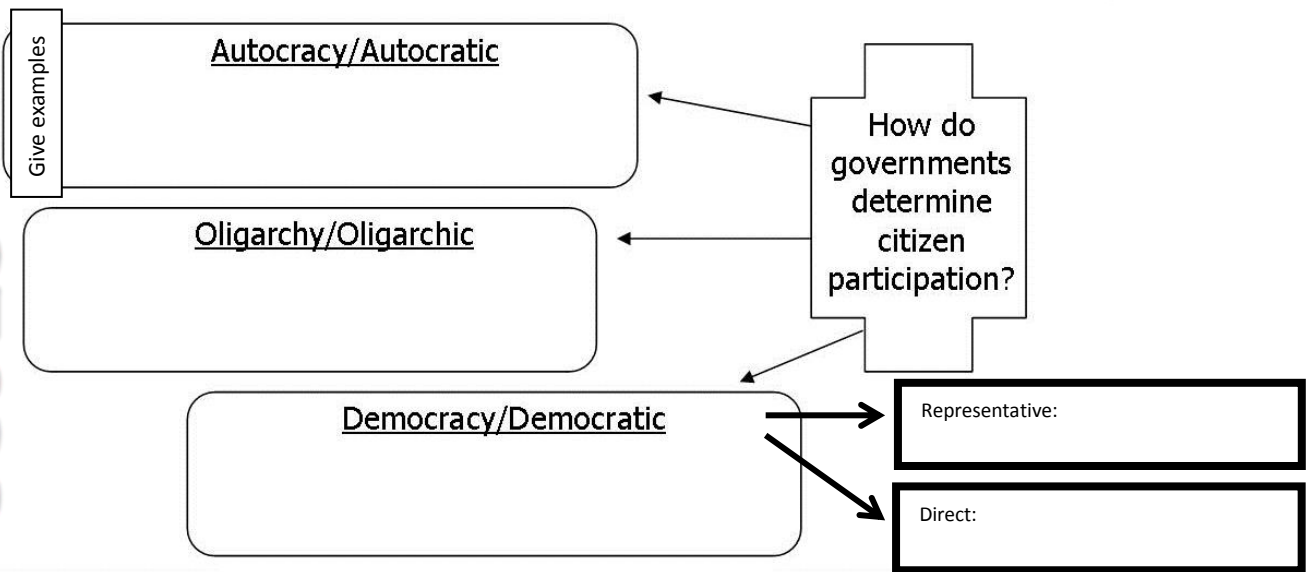 Give examples
Autocracy/Autocratic
How do
governments
determine
citizen
participation?
Oligarchy/Oligarchic
Democracy/Democratic
Representative:
Direct: